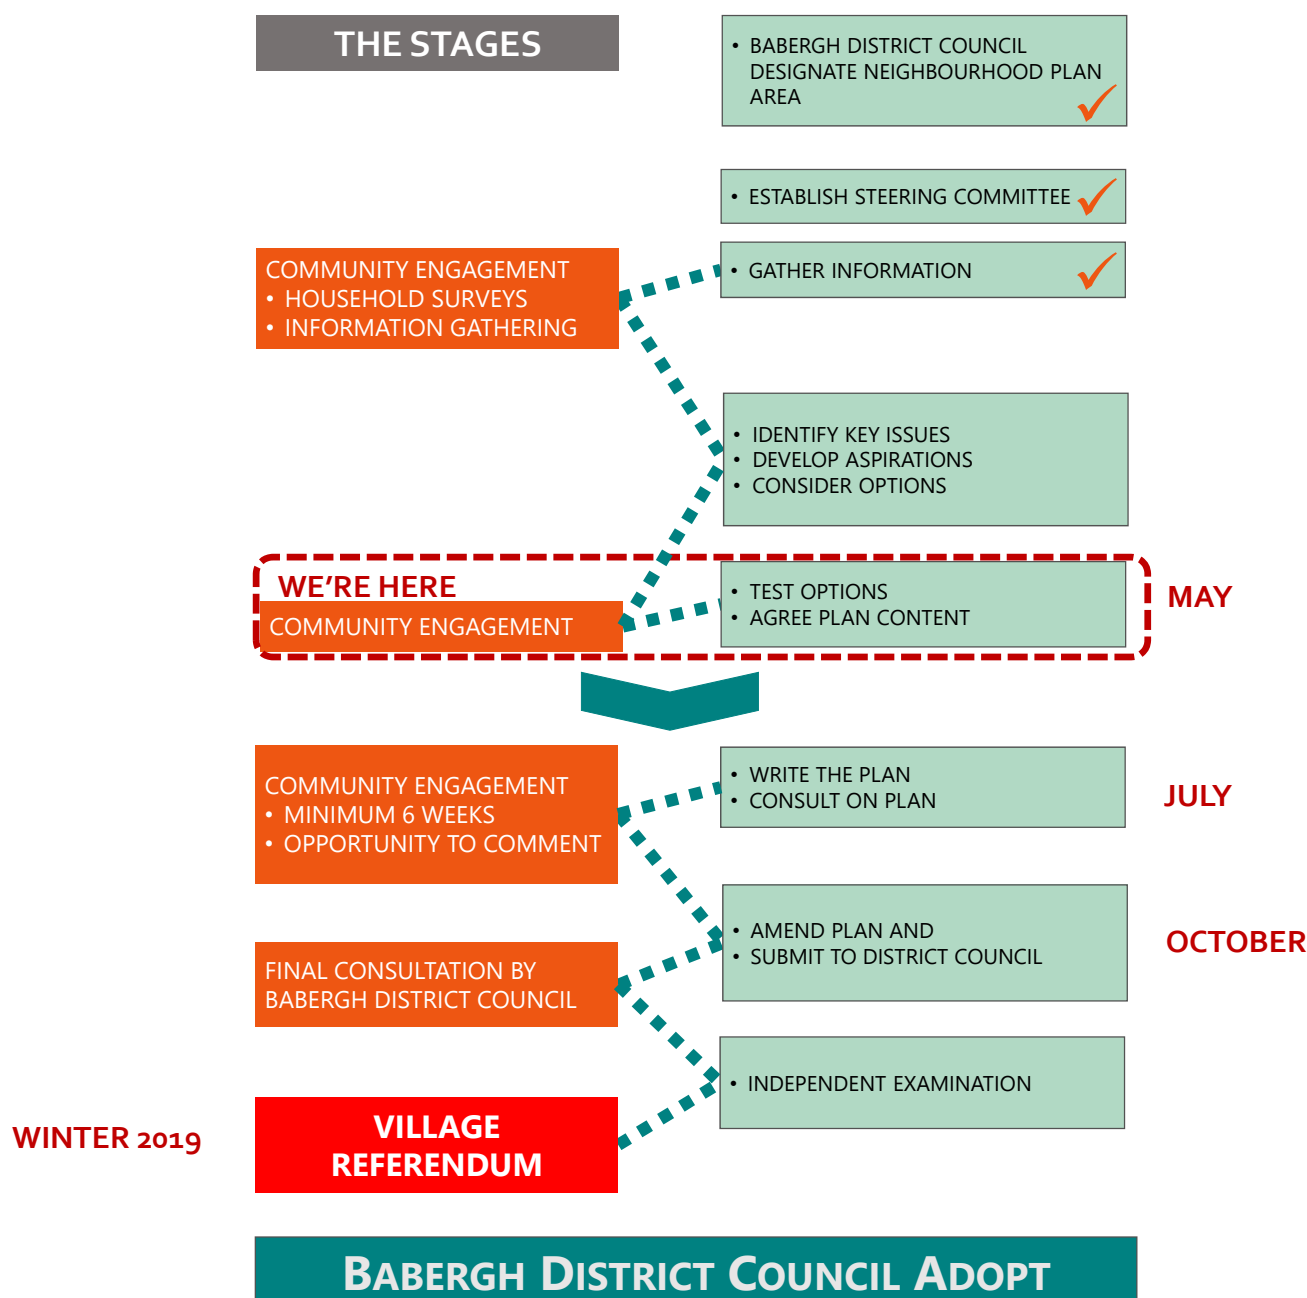 THE STAGES
• BABERGH DISTRICT COUNCIL
DESIGNATE NEIGHBOURHOOD PLAN
AREA
• ESTABLISH STEERING COMMITTEE
COMMUNITY ENGAGEMENT
• HOUSEHOLD SURVEYS
• INFORMATION GATHERING
• GATHER INFORMATION
• IDENTIFY KEY ISSUES
• DEVELOP ASPIRATIONS
• CONSIDER OPTIONS
WE'RE HERE
COMMUNITY ENGAGEMENT
• TEST OPTIONS
• AGREE PLAN CONTENT
MAY
COMMUNITY ENGAGEMENT
• MINIMUM 6 WEEKS
• OPPORTUNITY TO COMMENT
• WRITE THE PLAN
• CONSULT ON PLAN
JULY
• AMEND PLAN AND
• SUBMIT TO DISTRICT COUNCIL
OCTOBER
FINAL CONSULTATION BY
BABERGH DISTRICT COUNCIL
• INDEPENDENT EXAMINATION
WINTER 2019
VILLAGE
REFERENDUM
BABERGH DISTRICT COUNCIL ADOPT